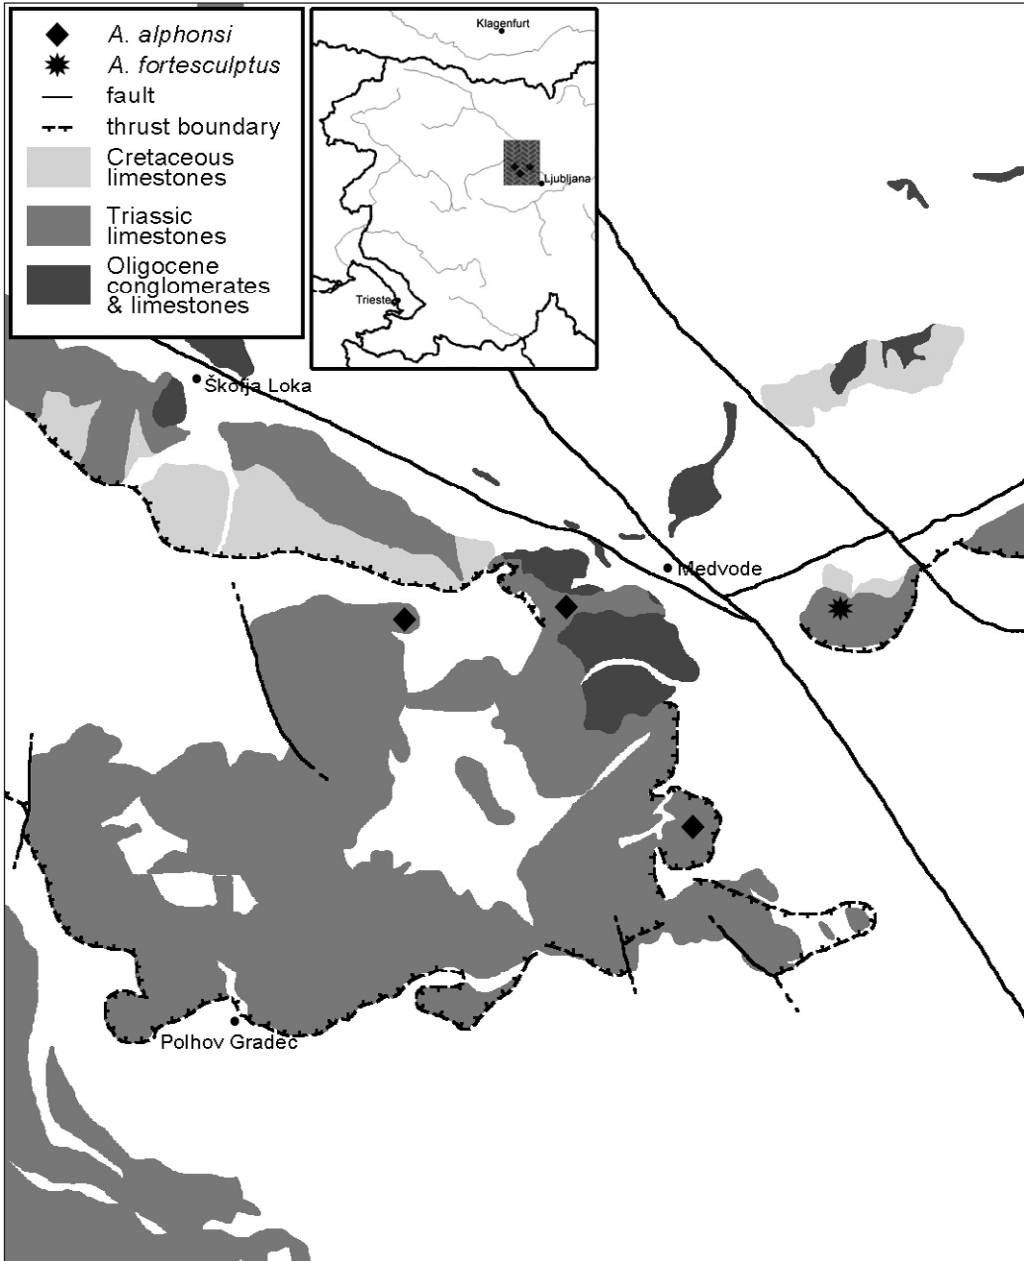 A. alphonsi
A. fortesculptus
fault
thrust boundary
Cretaceous
limestones
Triassic
limestones
Oligocene
conglomerates
& limestones
Klagenfurt
Ljubljana
Trieste
Škofja Loka
Medvode
Polhov Gradec